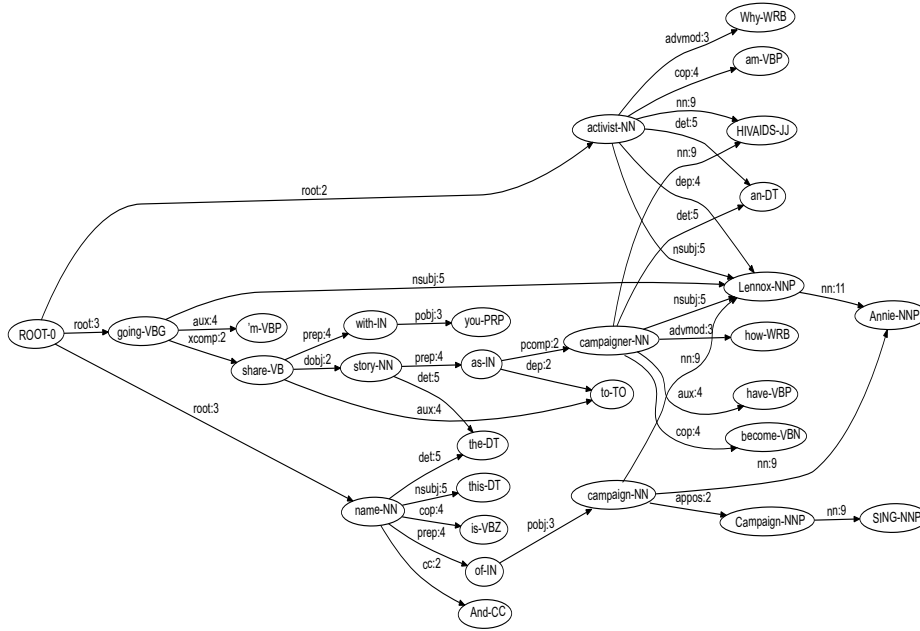 Why-WRB
advmod:3
am-VBP
cop:4
nn:9
activist-NN
HIVAIDS-JJ
det:5
nn:9
dep:4
root:2
an-DT
det:5
nsubj:5
nsubj:5
Lennox-NNP
nn:11
nsubj:5
Annie-NNP
ROOT-0
root:3
going-VBG
aux:4
'm-VBP
xcomp:2
prep:4
with-IN
pobj:3
you-PRP
share-VB
dobj:2
story-NN
prep:4
as-IN
pcomp:2
campaigner-NN
advmod:3
how-WRB
det:5
dep:2
nn:9
aux:4
aux:4
to-TO
have-VBP
root:3
the-DT
cop:4
become-VBN
det:5
nn:9
nsubj:5
this-DT
campaign-NN
name-NN
cop:4
appos:2
is-VBZ
Campaign-NNP
nn:9
SING-NNP
prep:4
pobj:3
cc:2
of-IN
And-CC